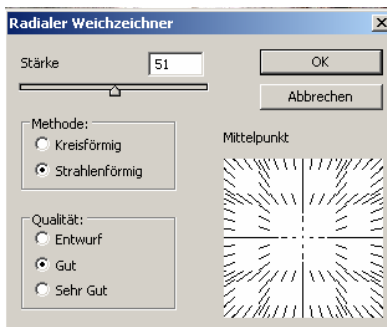 Radialer Weichzeichner
Stärke 51
OK
Abbrechen
Methode:
Kreisförmig
Strahlenförmig
Mittelpunkt
Qualität:
Entwurf
Gut
Sehr Gut